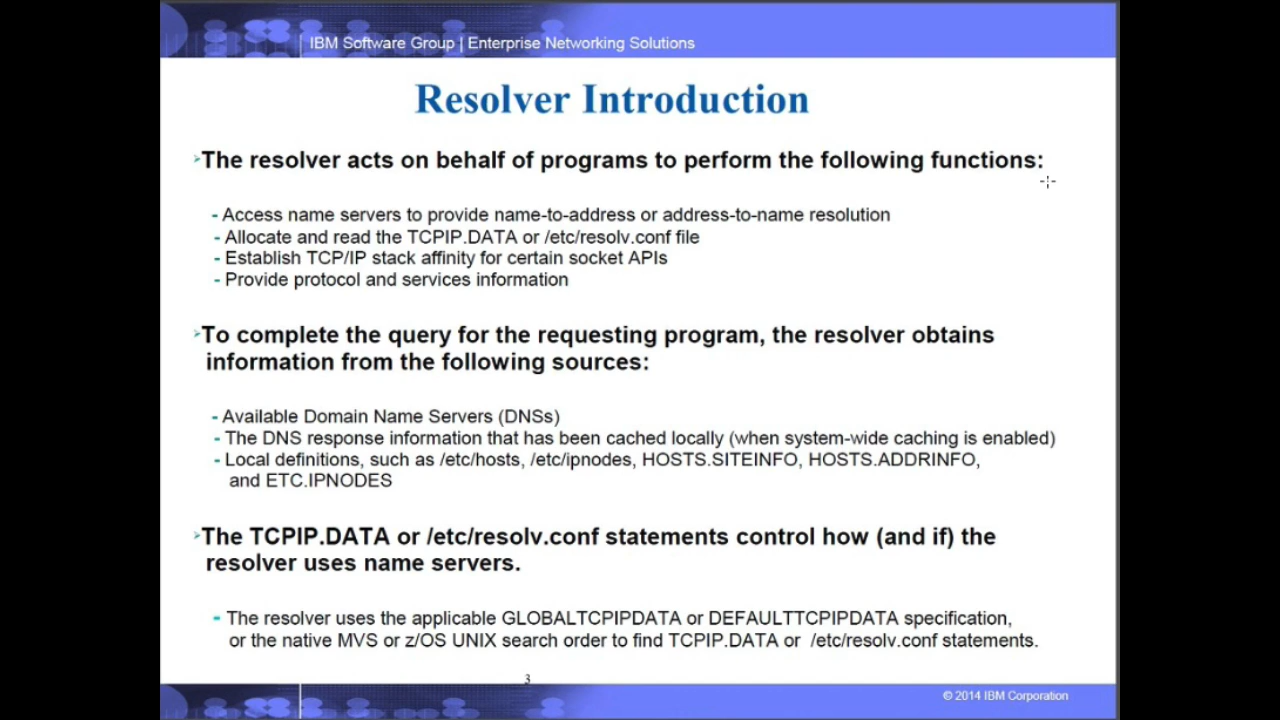 IBM Software Group | Enterprise Networking Solutions
Resolver Introduction
The resolver acts on behalf of programs to perform the following functions:
- Access name servers to provide name-to-address or address-to-name resolution
- Allocate and read the TCPIP.DATA or /etc/resolv.conf file
- Establish TCP/IP stack affinity for certain socket APIs
- Provide protocol and services information
To complete the query for the requesting program, the resolver obtains
information from the following sources:
- Available Domain Name Servers (DNSs)
- The DNS response information that has been cached locally (when system-wide caching is enabled)
- Local definitions, such as /etc/hosts, /etc/ipnodes, HOSTS.SITEINFO, HOSTS.ADDRINFO,
and ETC.IPNODES
The TCPIP.DATA or /etc/resolv.conf statements control how (and if) the
resolver uses name servers.
- The resolver uses the applicable GLOBALTCPIPDATA or DEFAULTTCPIPDATA specification,
or the native MVS or z/OS UNIX search order to find TCPIP.DATA or /etc/resolv.conf statements.
3
© 2014 IBM Corporation